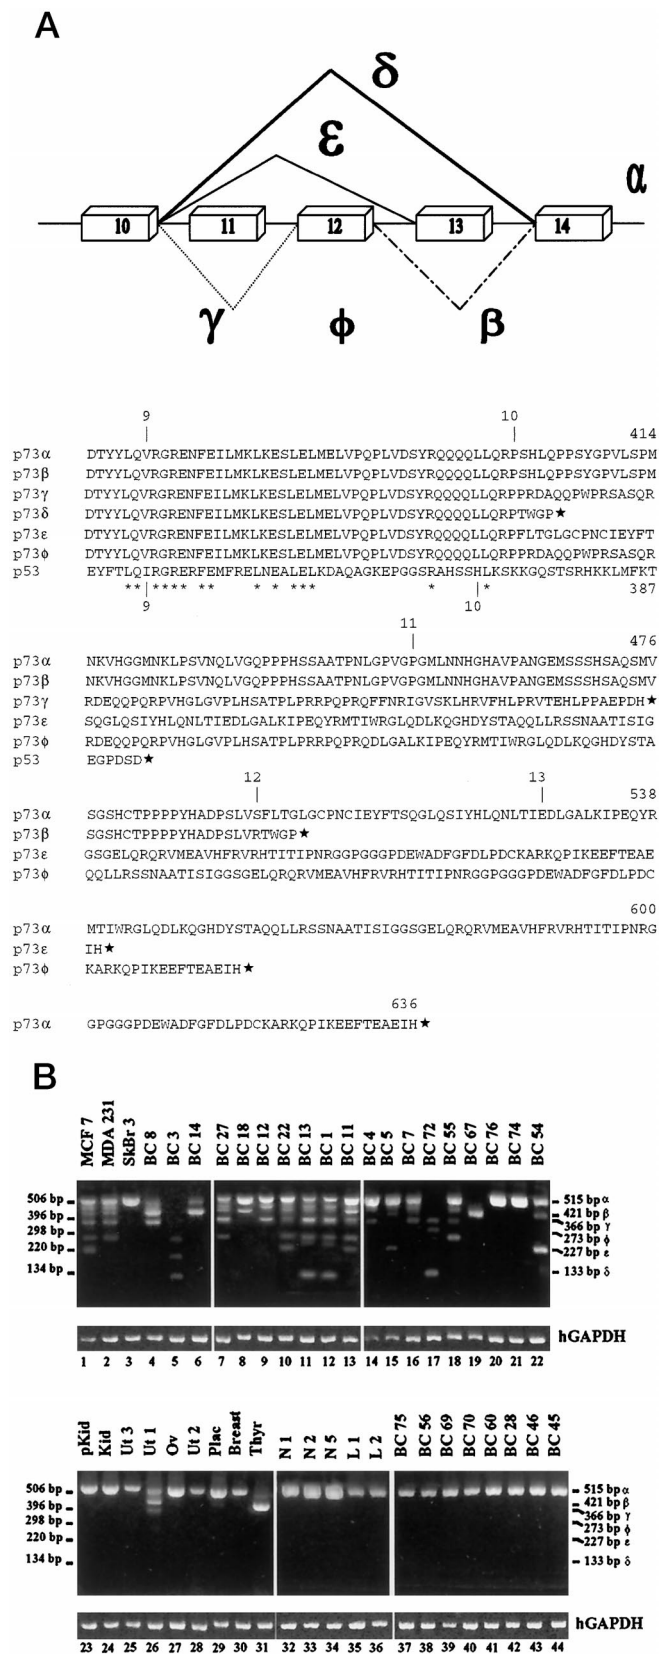 A
δ
ε
α
10 11 12 13 14
γ ϕ β
9 10 414
p73α DTYYLQVRGRENFEILMKLKESLELMELVPQPLVDSYRQQQQLLQRPSHLQPPSYGPVLSPM
p73β DTYYLQVRGRENFEILMKLKESLELMELVPQPLVDSYRQQQQLLQRPSHLQPPSYGPVLSPM
p73γ DTYYLQVRGRENFEILMKLKESLELMELVPQPLVDSYRQQQQLLQRPPRDAQQPWPRSASQR
p73δ DTYYLQVRGRENFEILMKLKESLELMELVPQPLVDSYRQQQQLLQRPTWGP★
p73ε DTYYLQVRGRENFEILMKLKESLELMELVPQPLVDSYRQQQQLLQRPFLTGLGCPNCIEYFT
p73ϕ DTYYLQVRGRENFEILMKLKESLELMELVPQPLVDSYRQQQQLLQRPPRDAQQPWPRSASQR
p53 EYFTLQIRGRERFEMFRELNEALELKDAQAGKEPGGSRAHSSHLKSKKGQSTSRHKKLMFKT
** **** ** * * *** * *
9 10 387
11 476
p73α NKVHGGMNKLPSVNQLVGQPPPHSSAATPNLGPVGPGMLNNHGHAVPANGEMSSSHSAQSMV
p73β NKVHGGMNKLPSVNQLVGQPPPHSSAATPNLGPVGPGMLNNHGHAVPANGEMSSSHSAQSMV
p73γ RDEQQPQRPVHGLGVPLHSATPLPRRPQPRQFFNRIGVSKLHRVFHLPRVTEHLPPAEPDH★
p73ε SQGLQSIYHLQNLTIEDLGALKIPEQYRMTIWRGLQDLKQGHDYSTAQQLLRSSNAATISIG
p73ϕ RDEQQPQRPVHGLGVPLHSATPLPRRPQPRQDLGALKIPEQYRMTIWRGLQDLKQGHDYSTA
p53 EGPDSD★
12 13 538
p73α SGSHCTPPPPYHADPSLVSFLTGLGCPNCIEYFTSQGLQSIYHLQNLTIEDLGALKIPEQYR
p73β SGSHCTPPPPYHADPSLVRTWGP★
p73ε GSGELQRQRVMEAVHFRVRHTITIPNRGGPGGGPDEWADFGFDLPDCKARKQPIKEEFTEAE
p73ϕ QQLLRSSNAATISIGGSGELQRQRVMEAVHFRVRHTITIPNRGGPGGGPDEWADFGFDLPDC
600
p73α MTIWRGLQDLKQGHDYSTAQQLLRSSNAATISIGGSGELQRQRVMEAVHFRVRHTITIPNRG
p73ε IH★
p73ϕ KARKQPIKEEFTEAEIH★
636
p73α GPGGGPDEWADFGFDLPDCKARKQPIKEEFTEAEIH★
B
MCF 7 MDA 231 SkBr 3 BC 8 BC 3 BC 14 BC 27 BC 18 BC 12 BC 22 BC 13 BC 1 BC 11 BC 4 BC 5 BC 7 BC 72 BC 55 BC 67 BC 76 BC 74 BC 54
506 bp 515 bp α
396 bp 421 bp β
366 bp γ
298 bp 273 bp ϕ
220 bp 227 bp ε
134 bp 133 bp δ
hGAPDH
1 2 3 4 5 6 7 8 9 10 11 12 13 14 15 16 17 18 19 20 21 22
pKid Kid Ut 3 Ut 1 Ov Ut 2 Plac Breast Thyr N 1 N 2 N 5 L 1 L 2 BC 75 BC 56 BC 69 BC 70 BC 60 BC 28 BC 46 BC 45
506 bp 515 bp α
396 bp 421 bp β
366 bp γ
298 bp 273 bp ϕ
220 bp 227 bp ε
134 bp 133 bp δ
hGAPDH
23 24 25 26 27 28 29 30 31 32 33 34 35 36 37 38 39 40 41 42 43 44